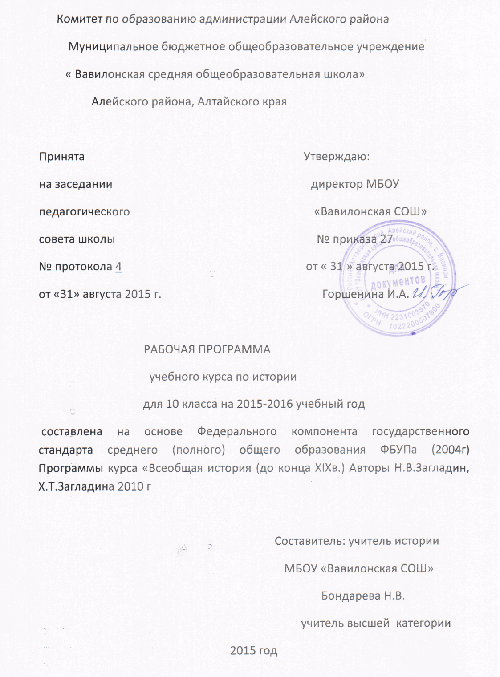 Комитет по образованию администрации Алейского района
Муниципальное бюджетное общеобразовательное учреждение
« Вавилонская средняя общеобразовательная школа»
Алейского района, Алтайского края
Принята Утверждаю:
на заседании директор МБОУ
педагогического «Вавилонская СОШ»
совета школы № приказа 27
№ протокола 4 от « 31 » августа 2015 г.
от «31» августа 2015 г. Горшенина И.А.
документов
РАБОЧАЯ ПРОГРАММА
учебного курса по истории
для 10 класса на 2015-2016 учебный год
составлена на основе Федерального компонента государственного
стандарта среднего (полного) общего образования ФБУПа (2004г)
Программы курса «Всеобщая история (до конца XIXв.) Авторы Н.В.Загладин,
Х.Т.Загладина 2010 г
Составитель: учитель истории
МБОУ «Вавилонская СОШ»
Бондарева Н.В.
учитель высшей категории
2015 год